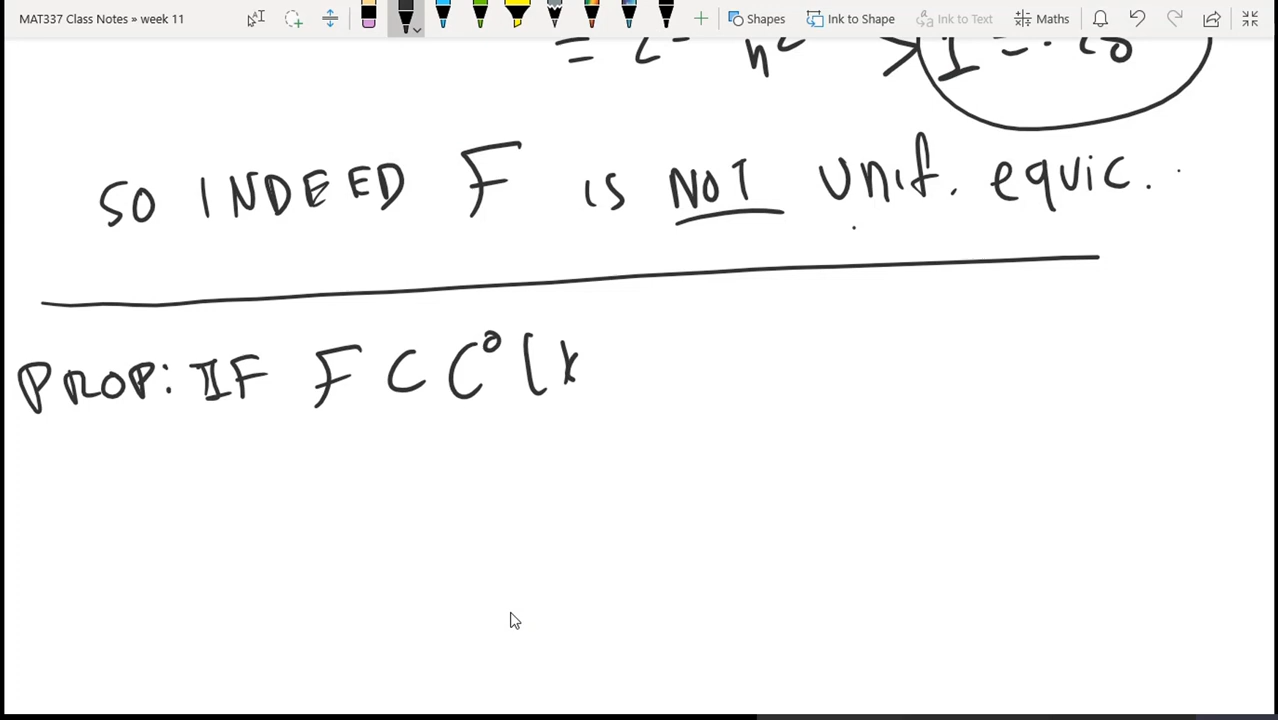 MAT337 Class Notes » week 11
Shapes Ink to Shape Ink to Text Maths
SO INDEED F IS NOT Unif. equic.
PROP: IF F ⊂ C⁰(K